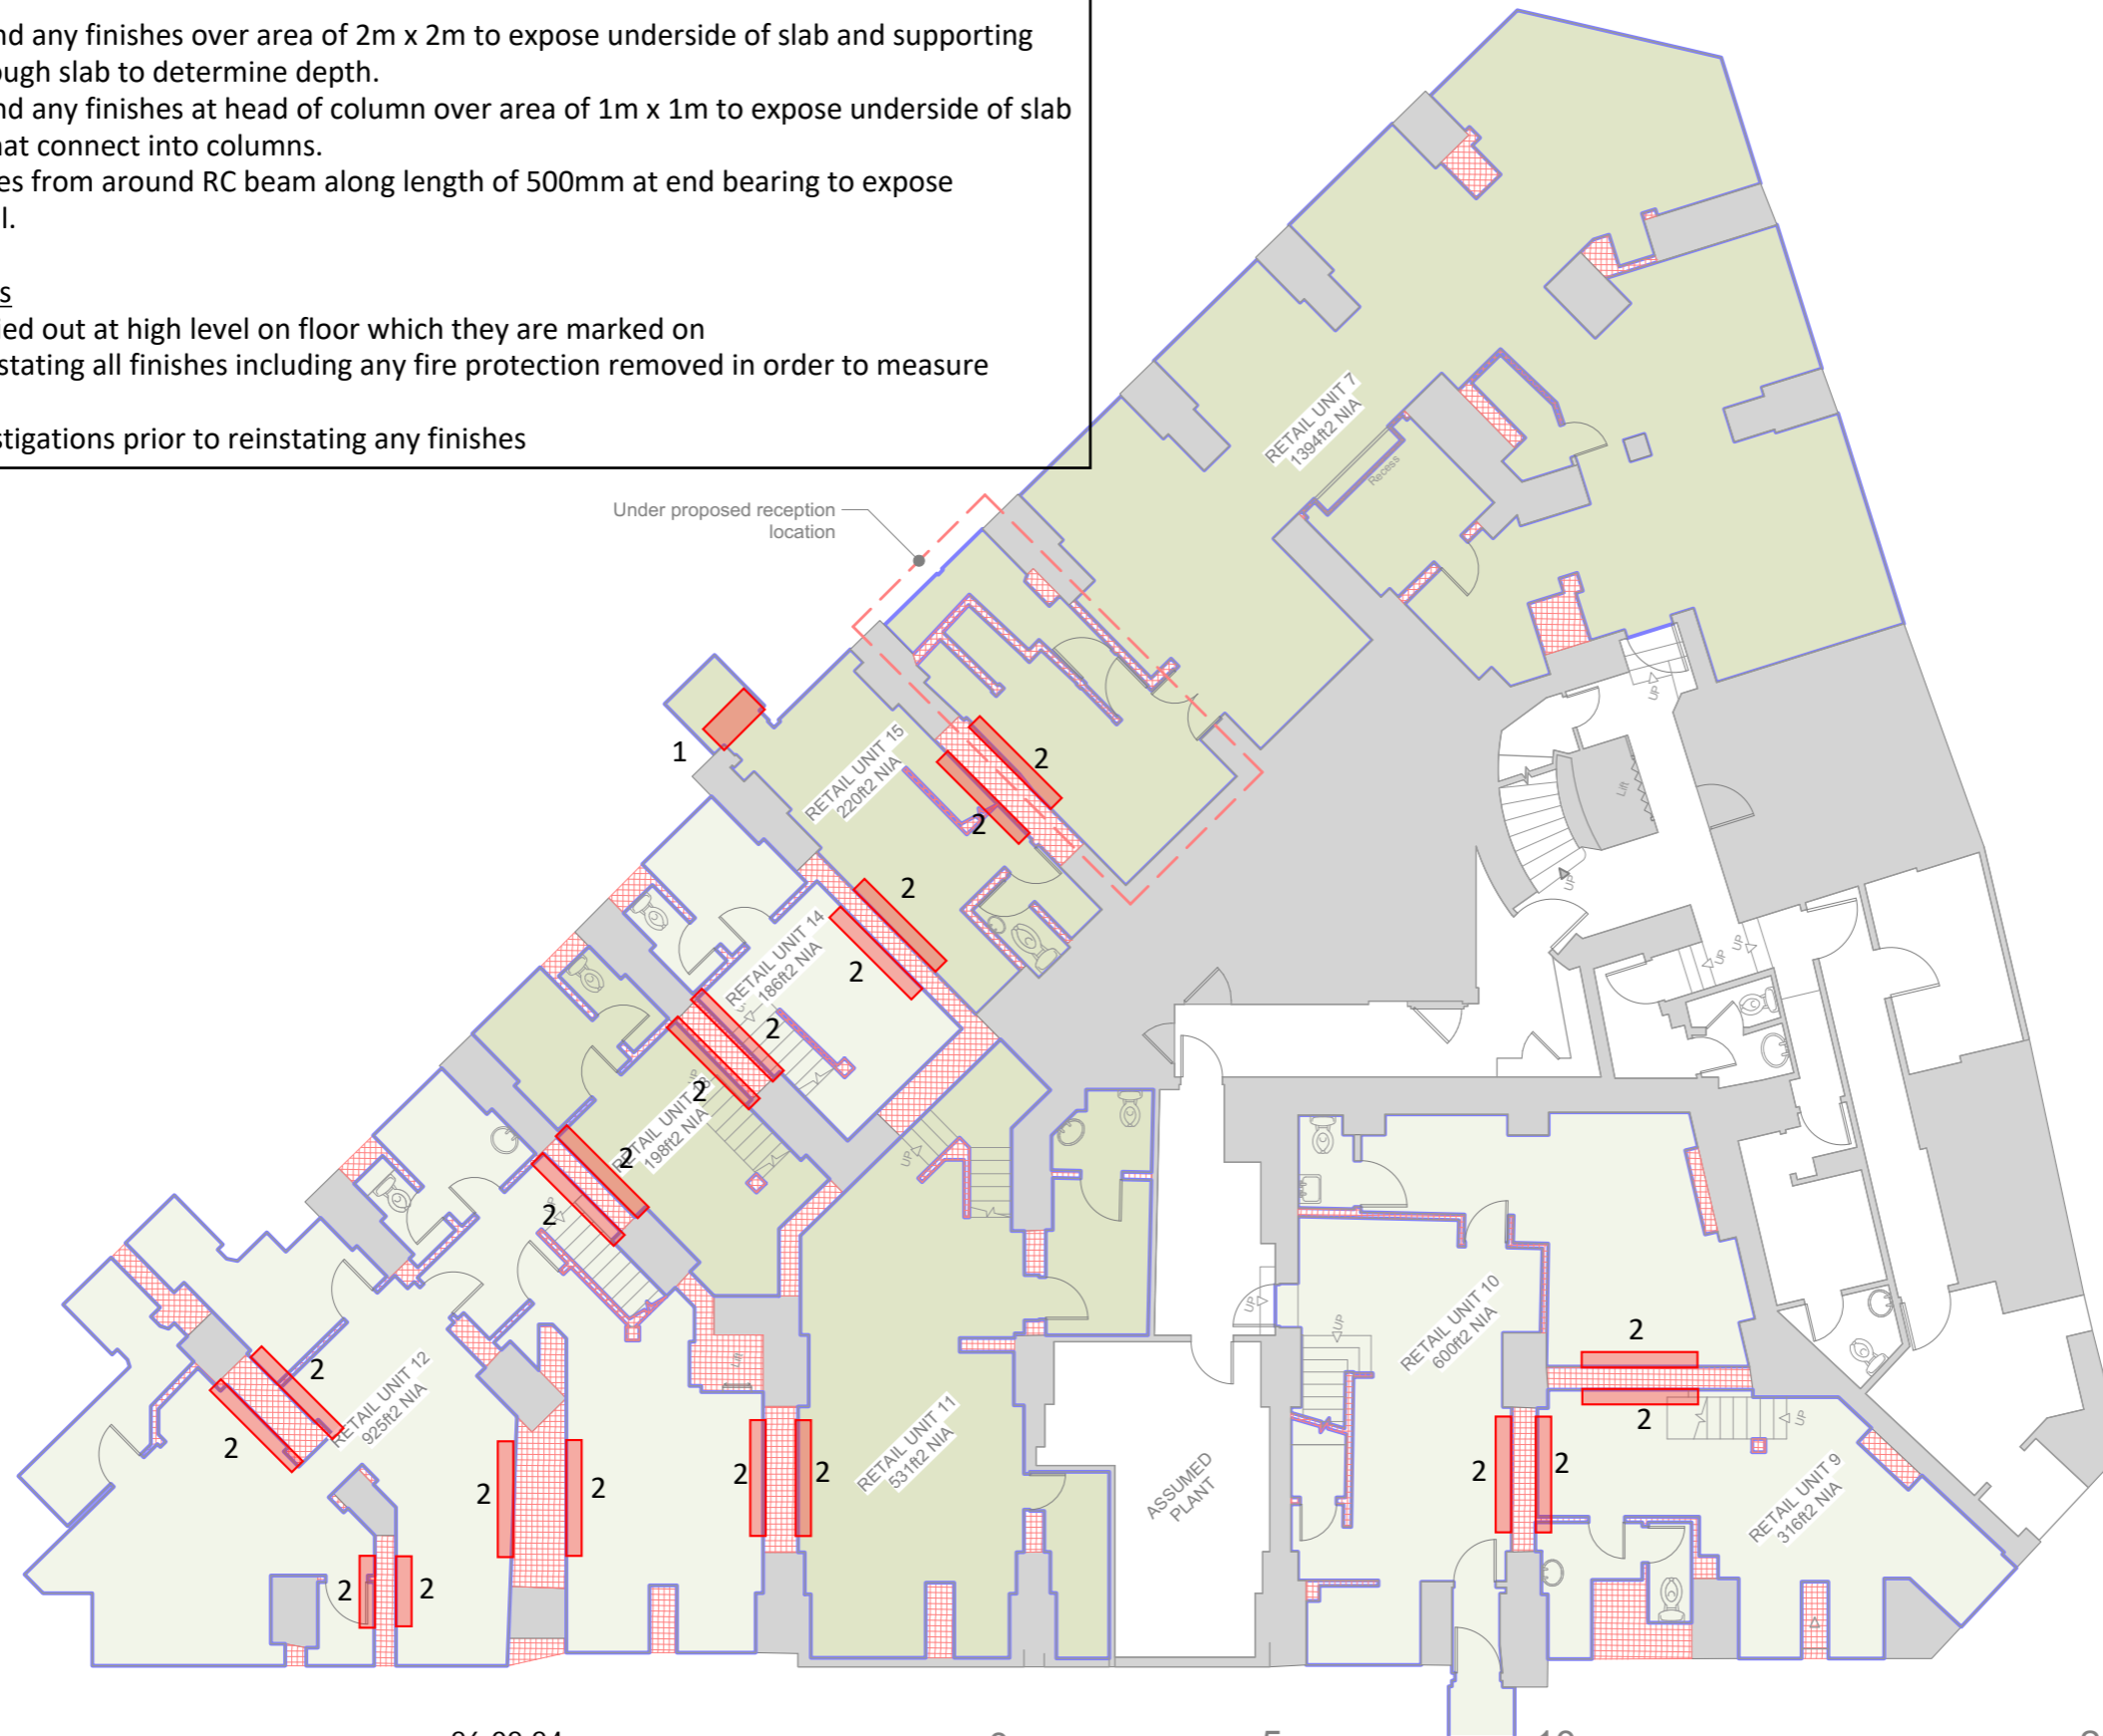 nd any finishes over area of 2m x 2m to expose underside of slab and supporting
ough slab to determine depth.
nd any finishes at head of column over area of 1m x 1m to expose underside of slab
hat connect into columns.
es from around RC beam along length of 500mm at end bearing to expose
l.
s
ied out at high level on floor which they are marked on
stating all finishes including any fire protection removed in order to measure
stigations prior to reinstating any finishes
Under proposed reception
location
RETAIL UNIT 7
1394ft2 NIA
Recess
UP
Lift
UP
UP
UP
1
RETAIL UNIT 15
220ft2 NIA
2
2
2
2
RETAIL UNIT 14
186ft2 NIA
UP
2
2
UP
RETAIL UNIT
198ft2 NIA
2
2
UP
UP
RETAIL UNIT 12
925ft2 NIA
2
2
2
2
2
2
Lift
2
2
RETAIL UNIT 11
531ft2 NIA
ASSUMED
PLANT
UP
UP
RETAIL UNIT 10
600ft2 NIA
2
2
2
2
UP
RETAIL UNIT 9
316ft2 NIA